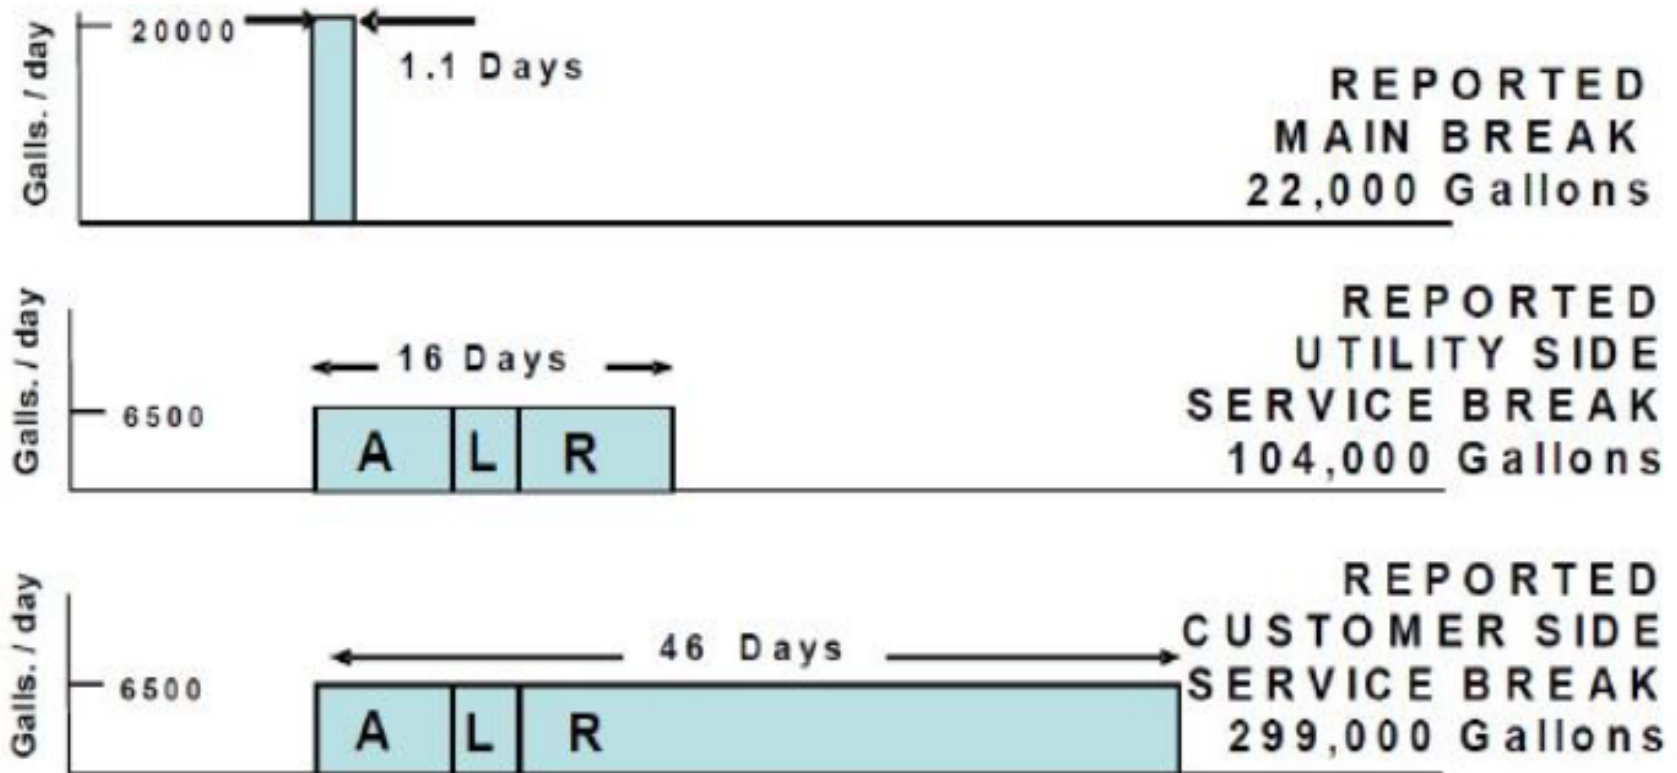 Galls. / day
20000
1.1 Days
REPORTED
MAIN BREAK
22,000 Gallons
Galls. / day
6500
16 Days
A L R
REPORTED
UTILITY SIDE
SERVICE BREAK
104,000 Gallons
Galls. / day
6500
46 Days
A L R
REPORTED
CUSTOMER SIDE
SERVICE BREAK
299,000 Gallons